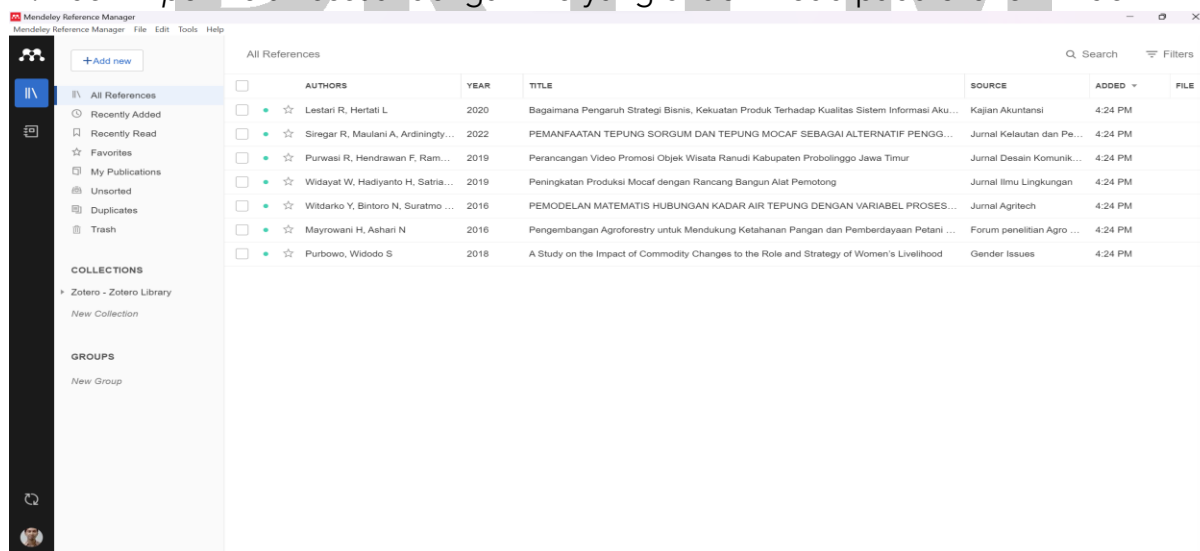 Mendeley Reference Manager
Mendeley Reference Manager File Edit Tools Help
+Add new
All References
Recently Added
Recently Read
Favorites
My Publications
Unsorted
Duplicates
Trash
COLLECTIONS
Zotero - Zotero Library
New Collection
GROUPS
New Group
All References Search Filters
AUTHORS YEAR TITLE SOURCE ADDED FILE
Lestari R, Hertati L 2020 Bagaimana Pengaruh Strategi Bisnis, Kekuatan Produk Terhadap Kualitas Sistem Informasi Aku... Kajian Akuntansi 4:24 PM
Siregar R, Maulani A, Ardiningty... 2022 PEMANFAATAN TEPUNG SORGUM DAN TEPUNG MOCAF SEBAGAI ALTERNATIF PENGG... Jurnal Kelautan dan Pe... 4:24 PM
Purwasi R, Hendrawan F, Ram... 2019 Perancangan Video Promosi Objek Wisata Ranudi Kabupaten Probolinggo Jawa Timur Jurnal Desain Komunik... 4:24 PM
Widayat W, Hadiyanto H, Satria... 2019 Peningkatan Produksi Mocaf dengan Rancang Bangun Alat Pemotong Jurnal Ilmu Lingkungan 4:24 PM
Witdarko Y, Bintoro N, Suratmo ... 2016 PEMODELAN MATEMATIS HUBUNGAN KADAR AIR TEPUNG DENGAN VARIABEL PROSES... Jurnal Agritech 4:24 PM
Mayrowani H, Ashari N 2016 Pengembangan Agroforestry untuk Mendukung Ketahanan Pangan dan Pemberdayaan Petani ... Forum penelitian Agro ... 4:24 PM
Purbowo, Widodo S 2018 A Study on the Impact of Commodity Changes to the Role and Strategy of Women's Livelihood Gender Issues 4:24 PM